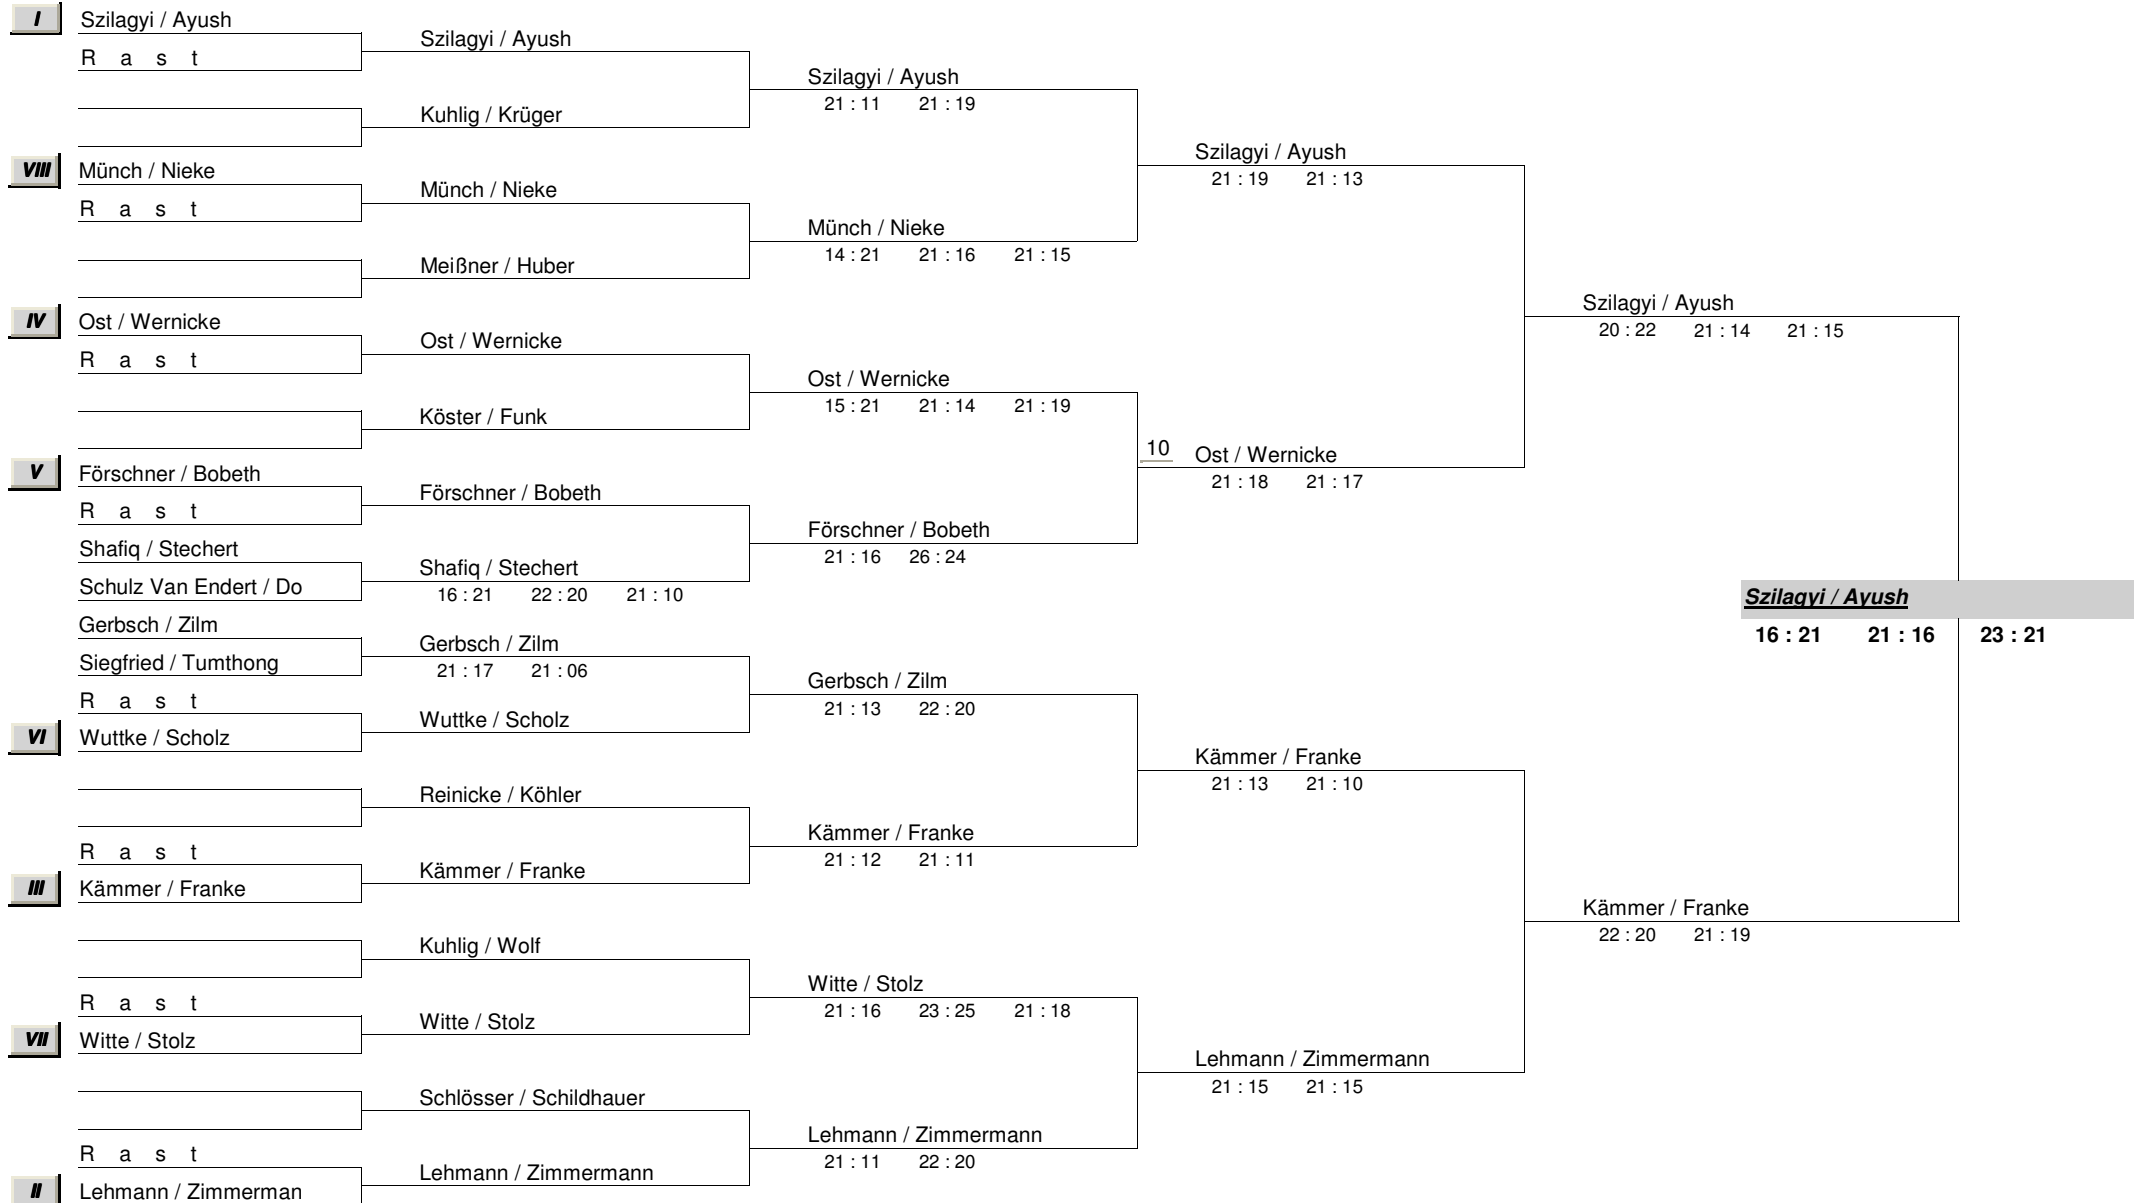 I Szilagyi / Ayush
R a s t
Szilagyi / Ayush
Szilagyi / Ayush
21 : 11 21 : 19
Kuhlig / Krüger
Szilagyi / Ayush
21 : 19 21 : 13
VIII Münch / Nieke
R a s t
Münch / Nieke
Münch / Nieke
14 : 21 21 : 16 21 : 15
Meißner / Huber
Szilagyi / Ayush
20 : 22 21 : 14 21 : 15
IV Ost / Wernicke
R a s t
Ost / Wernicke
Ost / Wernicke
15 : 21 21 : 14 21 : 19
Köster / Funk
10 Ost / Wernicke
21 : 18 21 : 17
V Förschner / Bobeth
R a s t
Förschner / Bobeth
Förschner / Bobeth
21 : 16 26 : 24
Shafiq / Stechert
Schulz Van Endert / Do
Shafiq / Stechert
16 : 21 22 : 20 21 : 10
Szilagyi / Ayush
16 : 21 21 : 16 23 : 21
Gerbsch / Zilm
Siegfried / Tumthong
Gerbsch / Zilm
21 : 17 21 : 06
Gerbsch / Zilm
21 : 13 22 : 20
R a s t
VI Wuttke / Scholz
Wuttke / Scholz
Kämmer / Franke
21 : 13 21 : 10
Reinicke / Köhler
Kämmer / Franke
21 : 12 21 : 11
R a s t
III Kämmer / Franke
Kämmer / Franke
Kämmer / Franke
22 : 20 21 : 19
Kuhlig / Wolf
Witte / Stolz
21 : 16 23 : 25 21 : 18
R a s t
VII Witte / Stolz
Witte / Stolz
Lehmann / Zimmermann
21 : 15 21 : 15
Schlösser / Schildhauer
Lehmann / Zimmermann
21 : 11 22 : 20
R a s t
II Lehmann / Zimmerman
Lehmann / Zimmermann